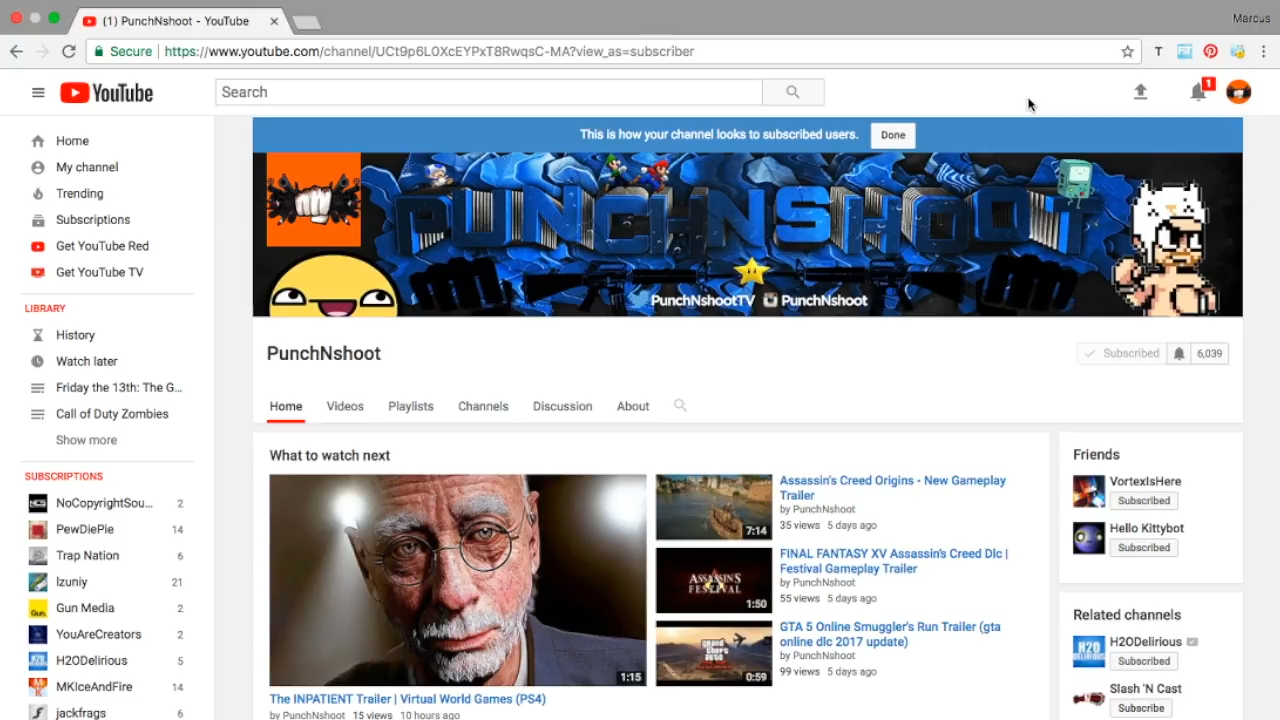 (1) PunchNshoot - YouTube
Marcus
Secure
https://www.youtube.com/channel/UCt9p6LOXcEYPxT8RwqsC-MA?view_as=subscriber
YouTube
Search
1
Home
My channel
Trending
Subscriptions
Get YouTube Red
Get YouTube TV
LIBRARY
History
Watch later
Friday the 13th: The G...
Call of Duty Zombies
Show more
SUBSCRIPTIONS
NoCopyrightSou... 2
PewDiePie 14
Trap Nation 6
Izuniy 21
Gun Media 2
YouAreCreators 2
H2ODelirious 5
MKIceAndFire 14
jackfrags 6
This is how your channel looks to subscribed users.
Done
PUNCHNSHOOT
PunchNshootTV PunchNshoot
PunchNshoot
Subscribed 6,039
Home Videos Playlists Channels Discussion About
What to watch next
1:15
The INPATIENT Trailer | Virtual World Games (PS4)
by PunchNshoot 15 views 10 hours ago
7:14
Assassin's Creed Origins - New Gameplay
Trailer
by PunchNshoot
35 views 5 days ago
ASSASSIN'S
FESTIVAL
1:50
FINAL FANTASY XV Assassin's Creed Dlc |
Festival Gameplay Trailer
by PunchNshoot
55 views 5 days ago
0:59
GTA 5 Online Smuggler's Run Trailer (gta
online dlc 2017 update)
by PunchNshoot
99 views 5 days ago
Friends
VortexIsHere
Subscribed
Hello Kittybot
Subscribed
Related channels
H2O
DELIRIOUS
H2ODelirious
Subscribed
Slash 'N Cast
Subscribe